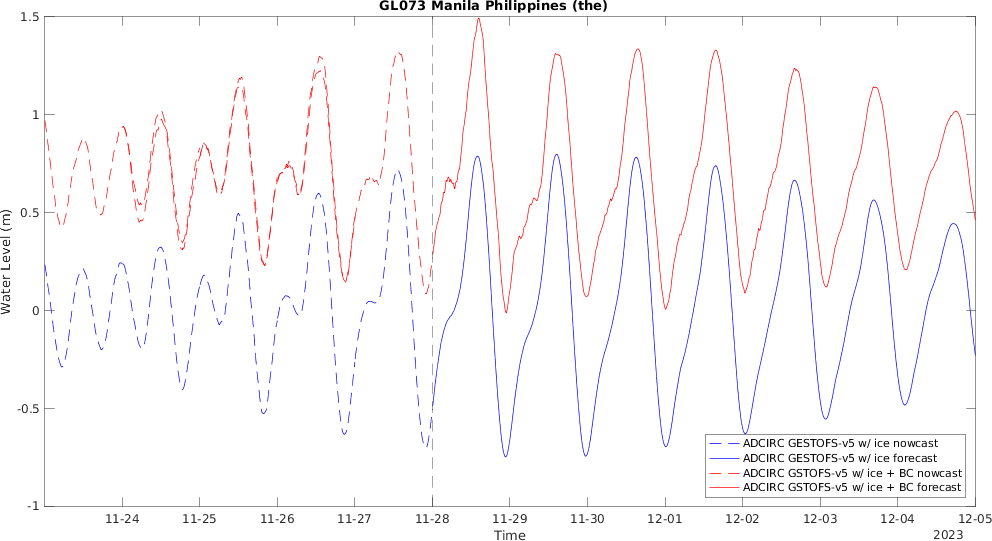 GL073 Manila Philippines (the)
1.5
1
0.5
0
-0.5
-1
Water Level (m)
ADCIRC GESTOFS-v5 w/ ice nowcast
ADCIRC GESTOFS-v5 w/ ice forecast
ADCIRC GSTOFS-v5 w/ ice + BC nowcast
ADCIRC GSTOFS-v5 w/ ice + BC forecast
11-24 11-25 11-26 11-27 11-28 11-29 11-30 12-01 12-02 12-03 12-04 12-05
Time
2023